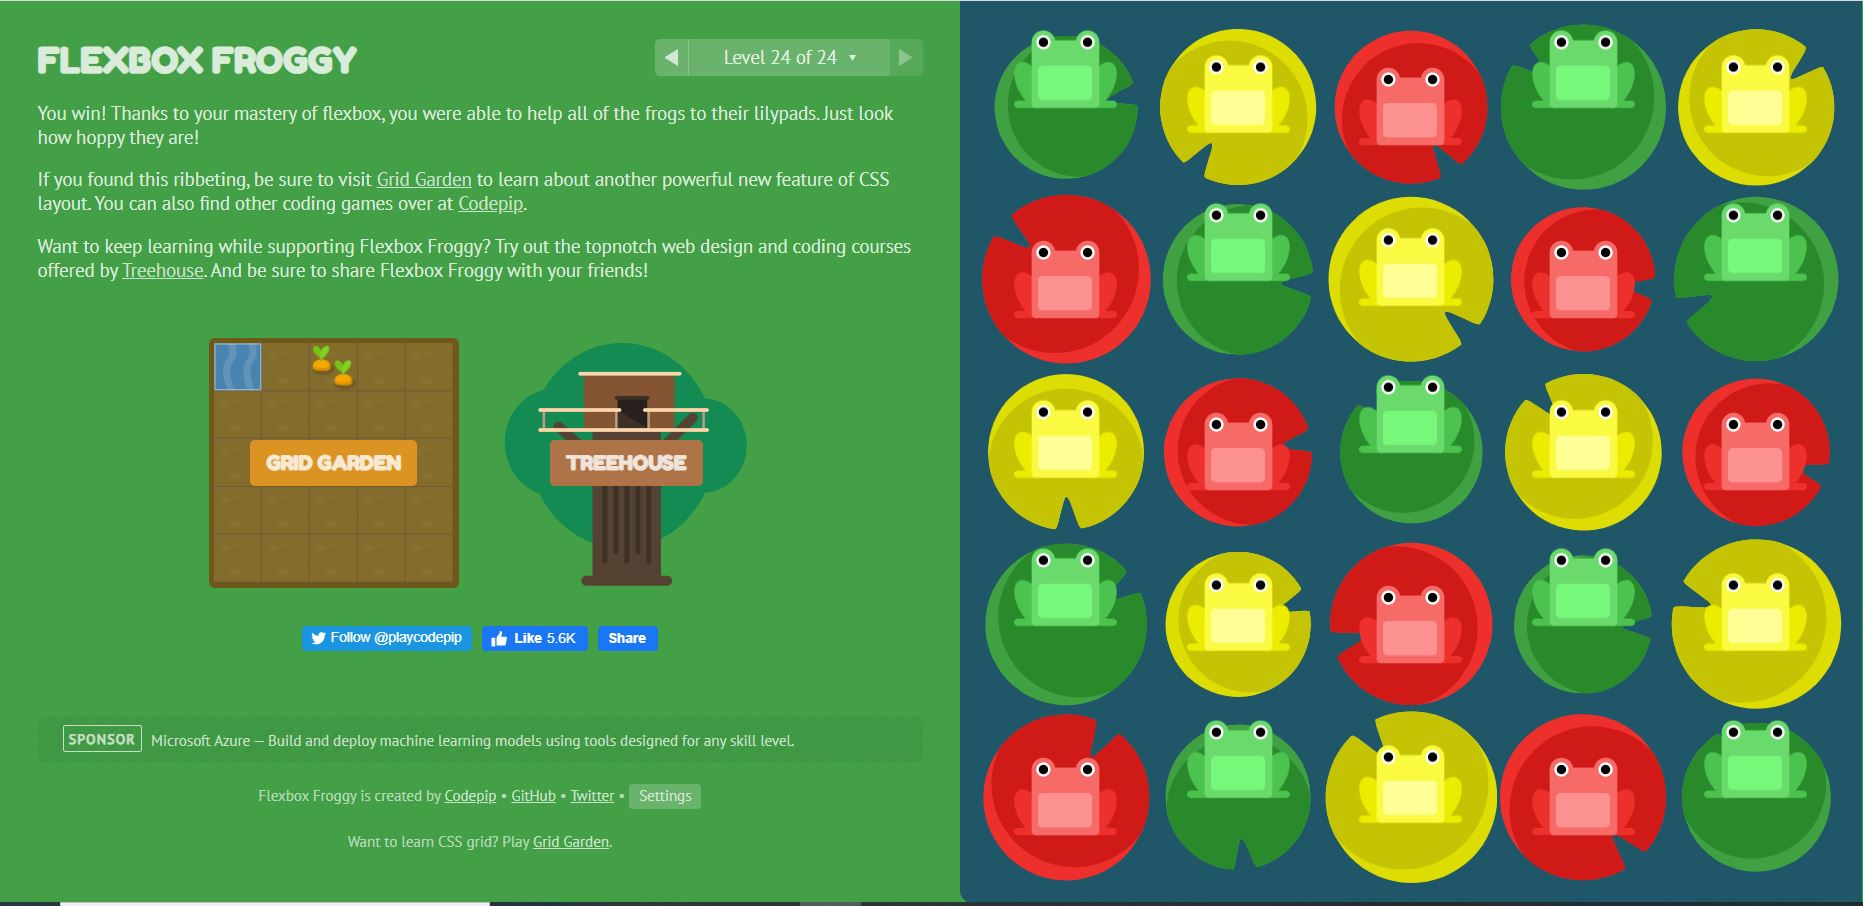 FLEXBOX FROGGY
Level 24 of 24
You win! Thanks to your mastery of flexbox, you were able to help all of the frogs to their lilypads. Just look
how hoppy they are!
If you found this ribbeting, be sure to visit Grid Garden to learn about another powerful new feature of CSS
layout. You can also find other coding games over at Codepip.
Want to keep learning while supporting Flexbox Froggy? Try out the topnotch web design and coding courses
offered by Treehouse. And be sure to share Flexbox Froggy with your friends!
GRID GARDEN
TREEHOUSE
Follow @playcodepip
Like 5.6K
Share
SPONSOR Microsoft Azure — Build and deploy machine learning models using tools designed for any skill level.
Flexbox Froggy is created by Codepip • GitHub • Twitter • Settings
Want to learn CSS grid? Play Grid Garden.